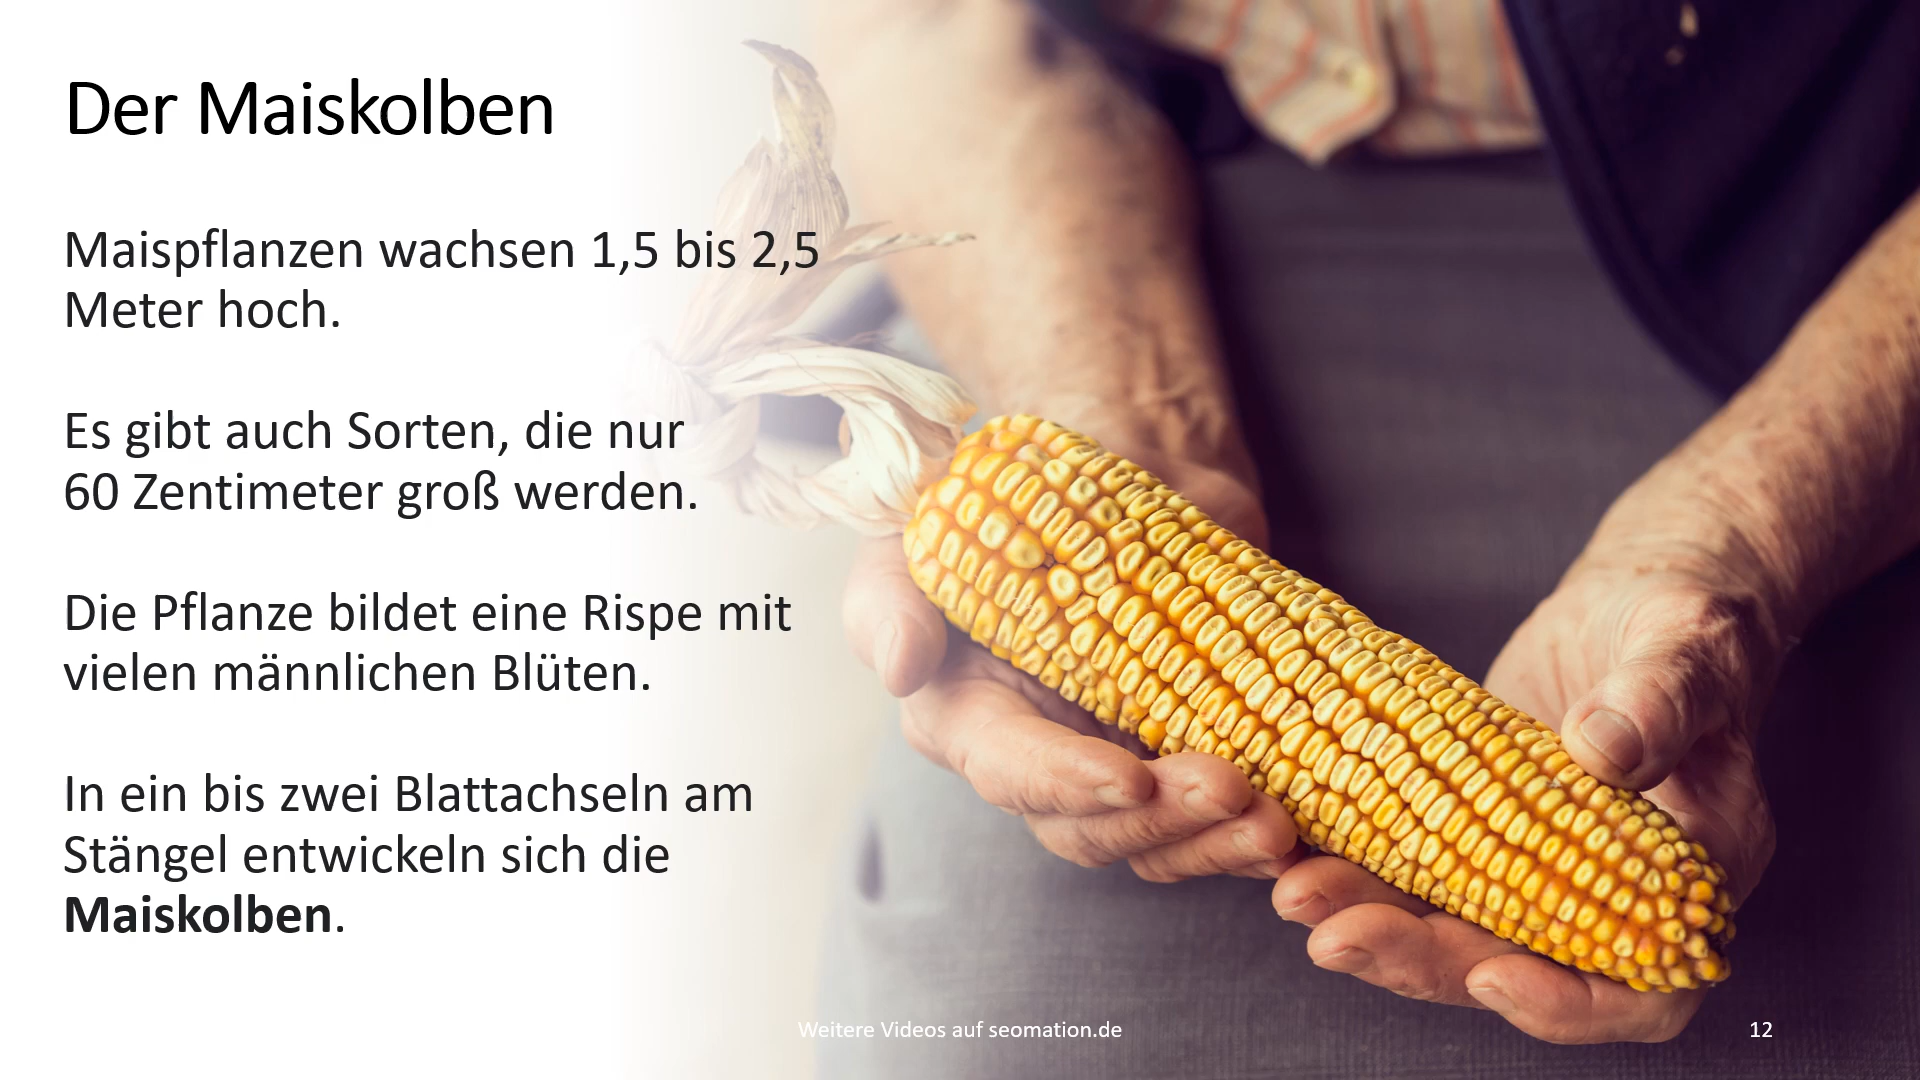 Der Maiskolben
Maispflanzen wachsen 1,5 bis 2,5
Meter hoch.
Es gibt auch Sorten, die nur
60 Zentimeter groß werden.
Die Pflanze bildet eine Rispe mit
vielen männlichen Blüten.
In ein bis zwei Blattachseln am
Stängel entwickeln sich die
Maiskolben.
Weitere Videos auf seomation.de
12